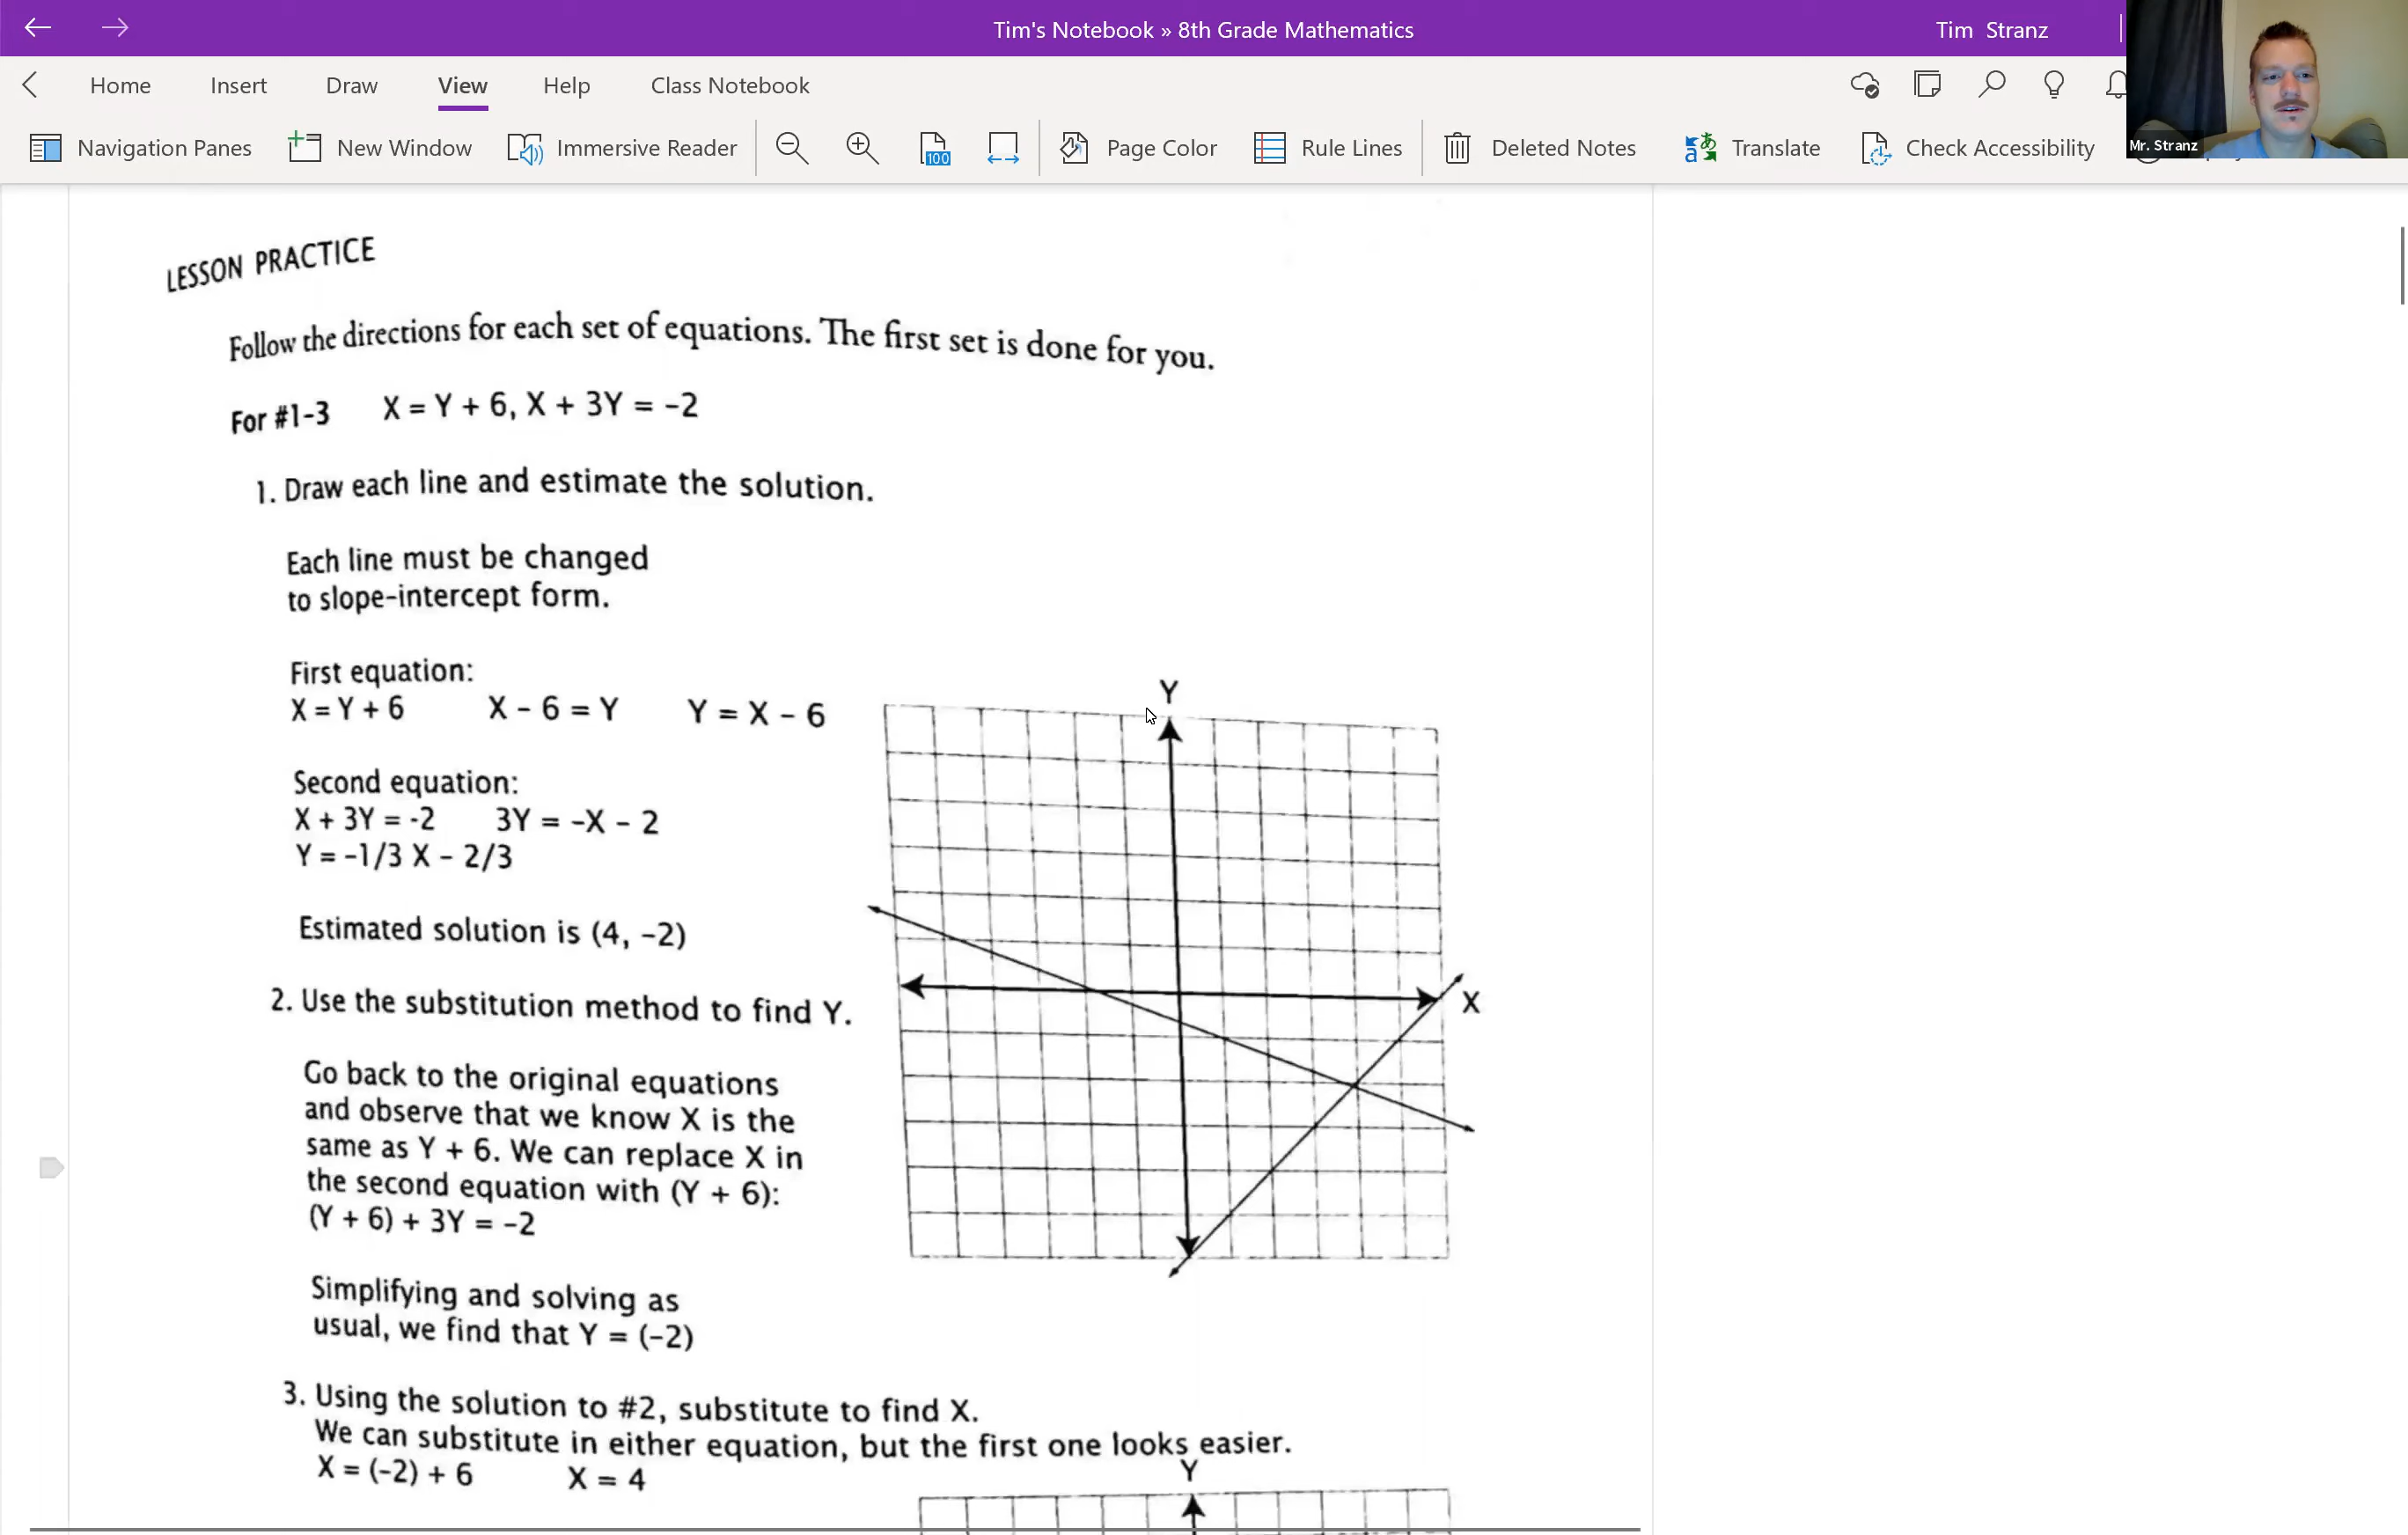 Tim's Notebook » 8th Grade Mathematics
Tim Stranz
Home Insert Draw View Help Class Notebook
Navigation Panes New Window Immersive Reader 100 Page Color Rule Lines Deleted Notes Translate Check Accessibility
Mr. Stranz
LESSON PRACTICE
Follow the directions for each set of equations. The first set is done for you.
For #1-3 X = Y + 6, X + 3Y = -2
1. Draw each line and estimate the solution.
Each line must be changed
to slope-intercept form.
First equation:
X = Y + 6 X - 6 = Y Y = X - 6
Second equation:
X + 3Y = -2 3Y = -X - 2
Y = -1/3 X - 2/3
Estimated solution is (4, -2)
Y
X
2. Use the substitution method to find Y.
Go back to the original equations
and observe that we know X is the
same as Y + 6. We can replace X in
the second equation with (Y + 6):
(Y + 6) + 3Y = -2
Simplifying and solving as
usual, we find that Y = (-2)
3. Using the solution to #2, substitute to find X.
We can substitute in either equation, but the first one looks easier.
X = (-2) + 6 X = 4
Y